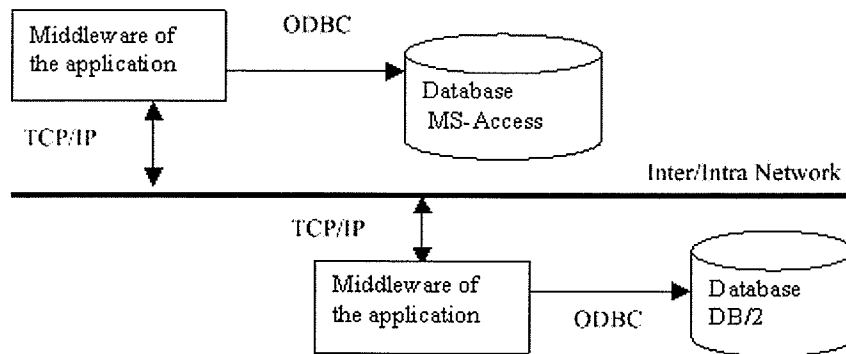 Middleware of
the application
ODBC
Database
MS-Access
TCP/IP
Inter/Intra Network
TCP/IP
Middleware of
the application
ODBC
Database
DB/2